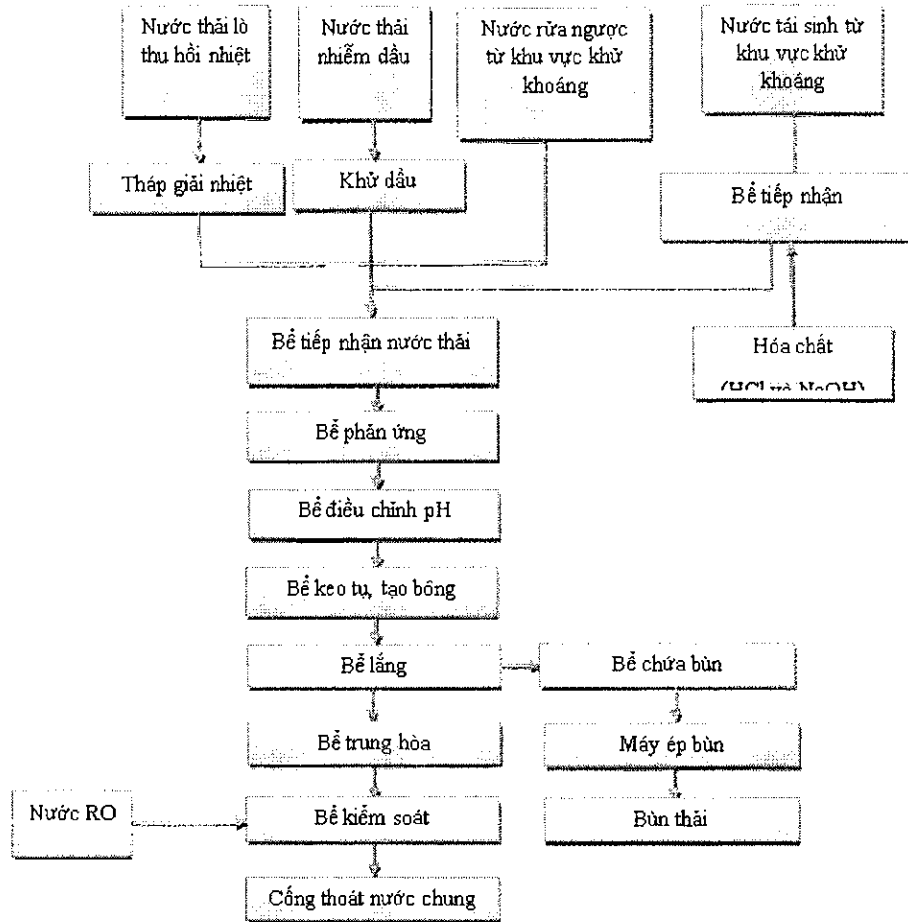 Nước thải lò
thu hồi nhiệt
Nước thải
nhiễm dầu
Nước rửa ngược
từ khu vực khử
khoáng
Nước tái sinh từ
khu vực khử
khoáng
Tháp giải nhiệt
Khử dầu
Bể tiếp nhận
Bể tiếp nhận nước thải
Hóa chất
(HCl và NaOH)
Bể phản ứng
Bể điều chỉnh pH
Bể keo tụ, tạo bông
Bể lắng
Bể chứa bùn
Bể trung hòa
Máy ép bùn
Nước RO
Bể kiểm soát
Bùn thải
Cống thoát nước chung